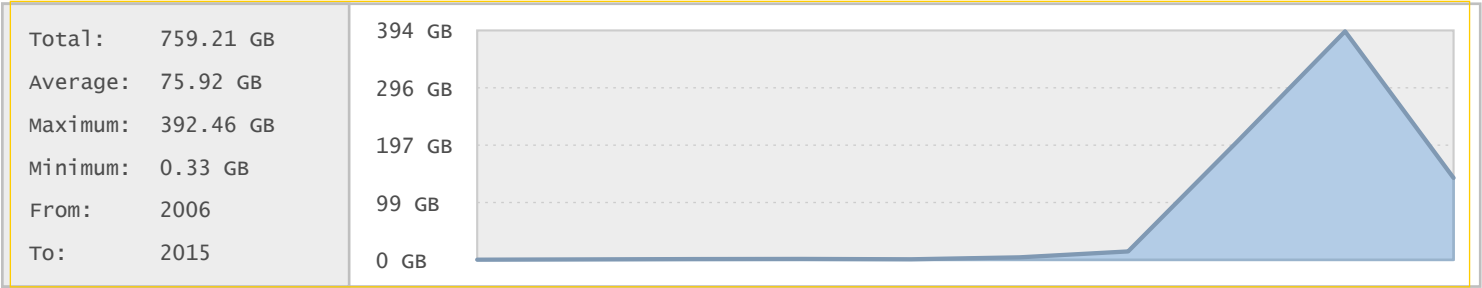 Total: 759.21 GB
Average: 75.92 GB
Maximum: 392.46 GB
Minimum: 0.33 GB
From: 2006
To: 2015
394 GB
296 GB
197 GB
99 GB
0 GB